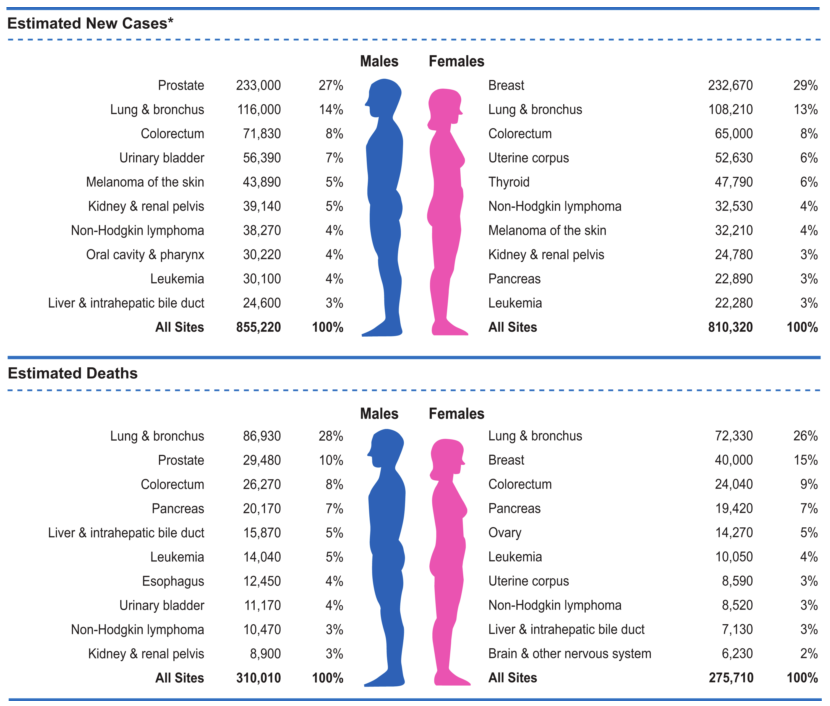 Estimated New Cases*
Males Females
Prostate 233,000 27% Breast 232,670 29%
Lung & bronchus 116,000 14% Lung & bronchus 108,210 13%
Colorectum 71,830 8% Colorectum 65,000 8%
Urinary bladder 56,390 7% Uterine corpus 52,630 6%
Melanoma of the skin 43,890 5% Thyroid 47,790 6%
Kidney & renal pelvis 39,140 5% Non-Hodgkin lymphoma 32,530 4%
Non-Hodgkin lymphoma 38,270 4% Melanoma of the skin 32,210 4%
Oral cavity & pharynx 30,220 4% Kidney & renal pelvis 24,780 3%
Leukemia 30,100 4% Pancreas 22,890 3%
Liver & intrahepatic bile duct 24,600 3% Leukemia 22,280 3%
All Sites 855,220 100% All Sites 810,320 100%
Estimated Deaths
Males Females
Lung & bronchus 86,930 28% Lung & bronchus 72,330 26%
Prostate 29,480 10% Breast 40,000 15%
Colorectum 26,270 8% Colorectum 24,040 9%
Pancreas 20,170 7% Pancreas 19,420 7%
Liver & intrahepatic bile duct 15,870 5% Ovary 14,270 5%
Leukemia 14,040 5% Leukemia 10,050 4%
Esophagus 12,450 4% Uterine corpus 8,590 3%
Urinary bladder 11,170 4% Non-Hodgkin lymphoma 8,520 3%
Non-Hodgkin lymphoma 10,470 3% Liver & intrahepatic bile duct 7,130 3%
Kidney & renal pelvis 8,900 3% Brain & other nervous system 6,230 2%
All Sites 310,010 100% All Sites 275,710 100%